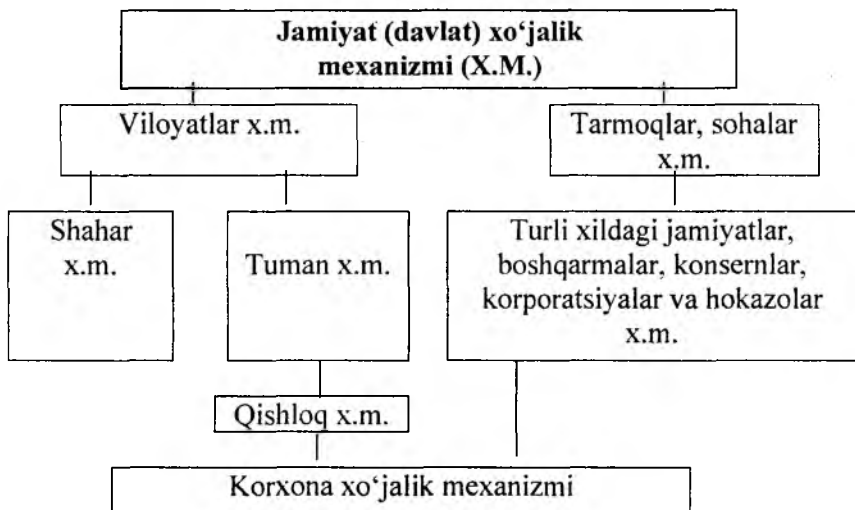 Jamiyat (davlat) xo‘jalik
mexanizmi (X.M.)
Viloyatlar x.m.
Tarmoqlar, sohalar
x.m.
Shahar
x.m.
Tuman x.m.
Turli xildagi jamiyatlar,
boshqarmalar, konsernlar,
korporatsiyalar va hokazolar
x.m.
Qishloq x.m.
Korxona xo‘jalik mexanizmi